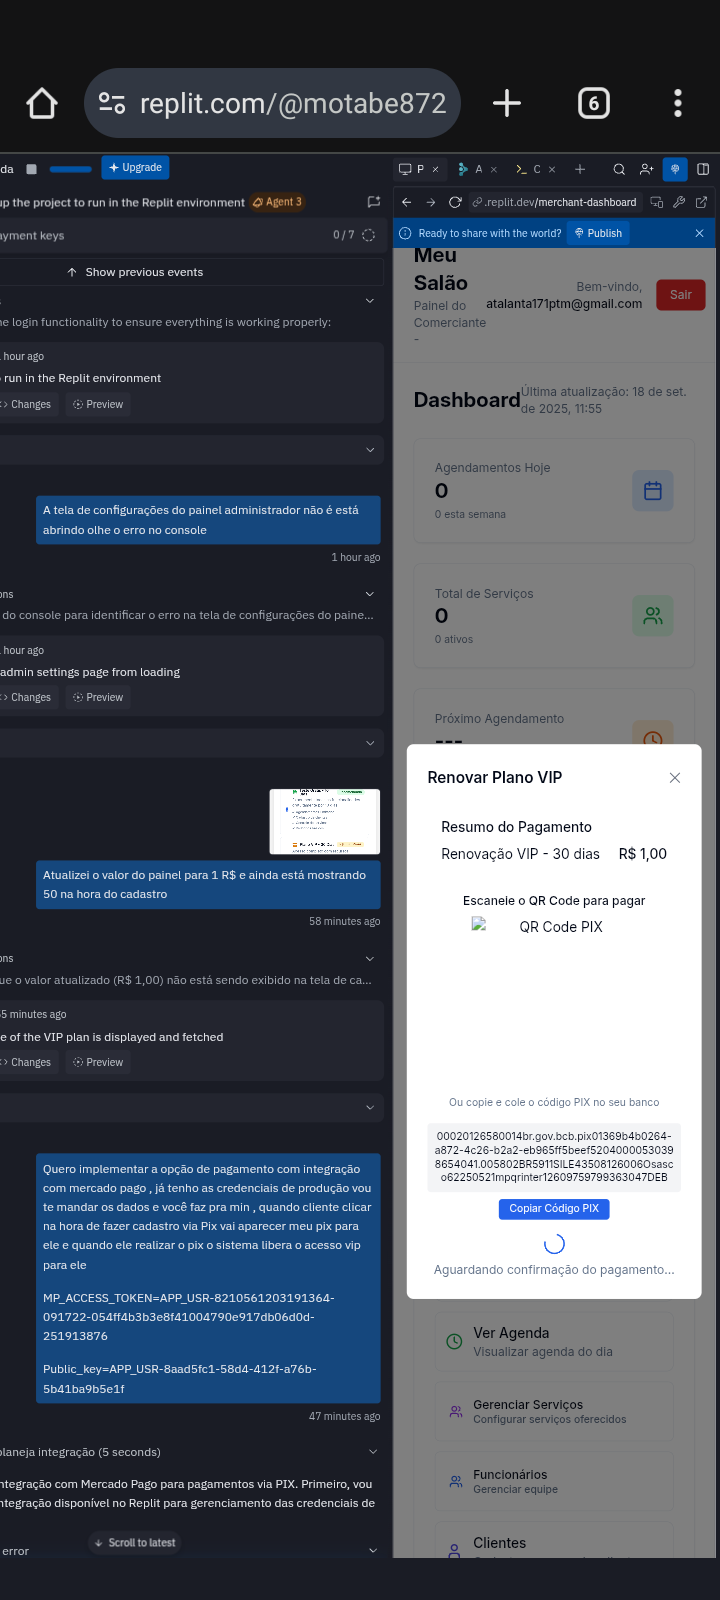 replit.com/@motabe872
6
da
Upgrade
P
A
C
up the project to run in the Replit environment
Agent 3
.replit.dev/merchant-dashboard
ayment keys
0 / 7
Ready to share with the world?
Publish
Show previous events
he login functionality to ensure everything is working properly:
hour ago
run in the Replit environment
Changes
Preview
A tela de configurações do painel administrador não é está
abrindo olhe o erro no console
1 hour ago
ons
do console para identificar o erro na tela de configurações do paine...
hour ago
admin settings page from loading
Changes
Preview
Atualizei o valor do painel para 1 R$ e ainda está mostrando
50 na hora do cadastro
58 minutes ago
ons
ue o valor atualizado (R$ 1,00) não está sendo exibido na tela de ca...
55 minutes ago
e of the VIP plan is displayed and fetched
Changes
Preview
Quero implementar a opção de pagamento com integração
com mercado pago , já tenho as credenciais de produção vou
te mandar os dados e você faz pra min , quando cliente clicar
na hora de fazer cadastro via Pix vai aparecer meu pix para
ele e quando ele realizar o pix o sistema libera o acesso vip
para ele
MP_ACCESS_TOKEN=APP_USR-8210561203191364-
091722-054ff4b3b3e8f41004790e917db06d0d-
251913876
Public_key=APP_USR-8aad5fc1-58d4-412f-a76b-
5b41ba9b5e1f
47 minutes ago
planeja integração (5 seconds)
ntegração com Mercado Pago para pagamentos via PIX. Primeiro, vou
ntegração disponível no Replit para gerenciamento das credenciais de
Scroll to latest
error
Meu
Salão
Painel do
Comerciante
-
Bem-vindo,
atalanta171ptm@gmail.com
Sair
Dashboard
Última atualização: 18 de set.
de 2025, 11:55
Agendamentos Hoje
0
0 esta semana
Total de Serviços
0
0 ativos
Próximo Agendamento
---
Renovar Plano VIP
Resumo do Pagamento
Renovação VIP - 30 dias R$ 1,00
Escaneie o QR Code para pagar
QR Code PIX
Ou copie e cole o código PIX no seu banco
00020126580014br.gov.bcb.pix01369b4b0264-
a872-4c26-b2a2-eb965ff5beef5204000053039
8654041.005802BR5911SILE43508126006Osasc
o62250521mpqrinter12609759799363047DEB
Copiar Código PIX
Aguardando confirmação do pagamento...
Ver Agenda
Visualizar agenda do dia
Gerenciar Serviços
Configurar serviços oferecidos
Funcionários
Gerenciar equipe
Clientes